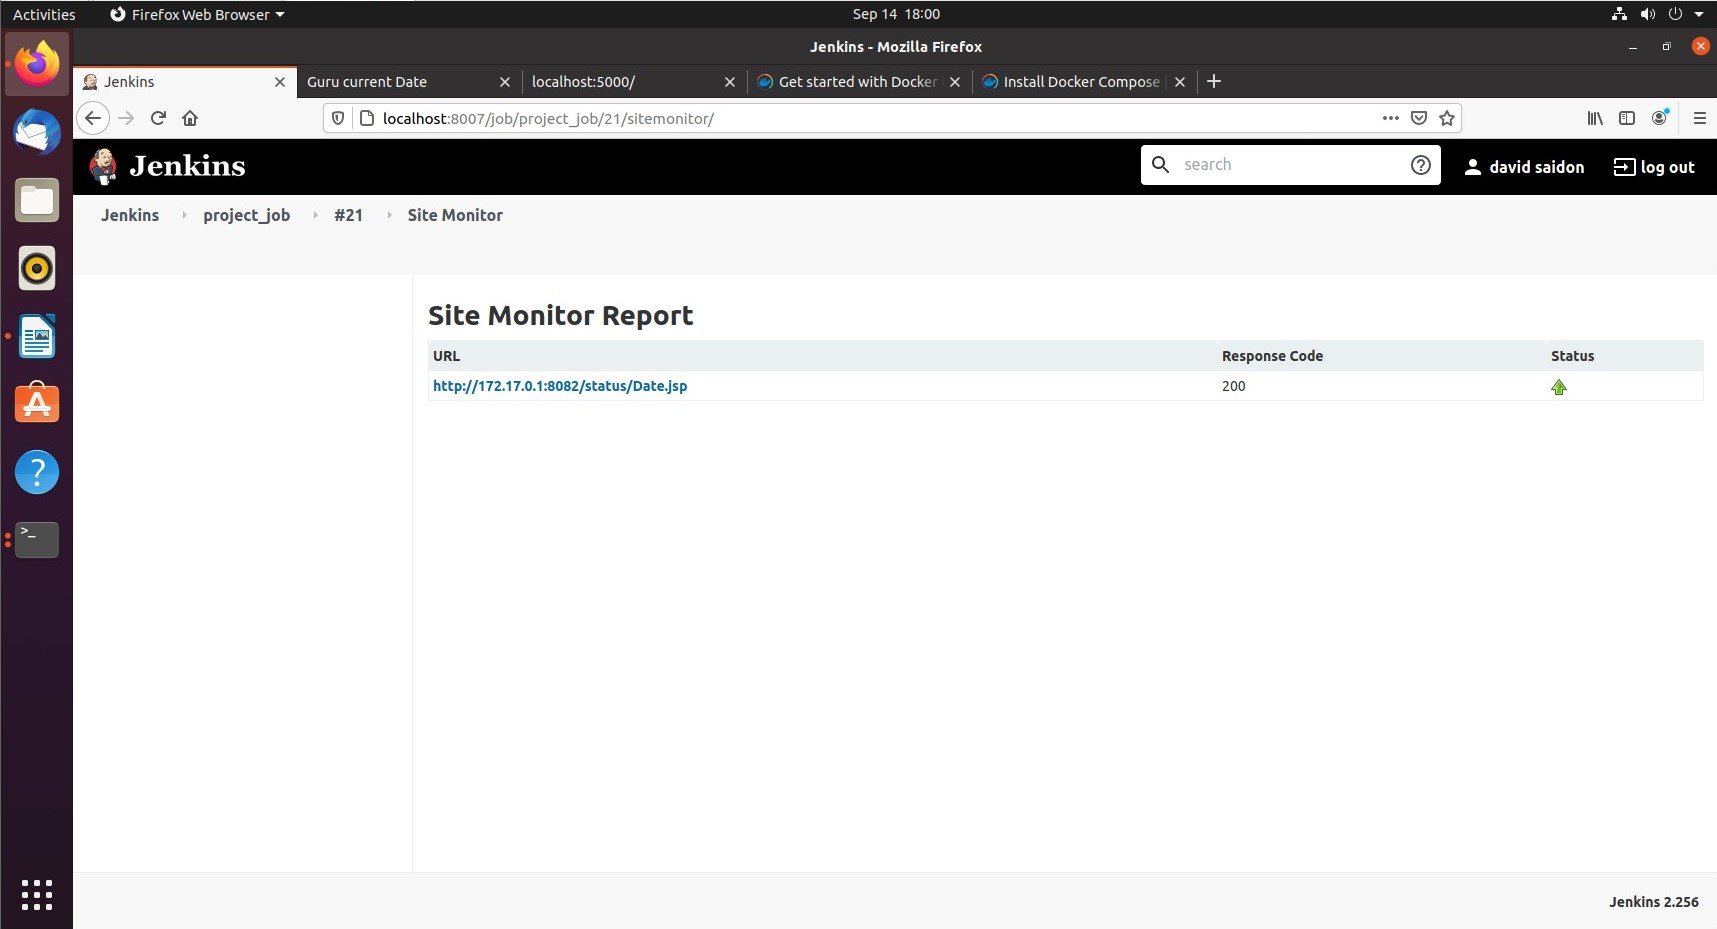 Activities Firefox Web Browser Sep 14 18:00
Jenkins - Mozilla Firefox
Jenkins Guru current Date localhost:5000/ Get started with Docker Install Docker Compose
localhost:8007/job/project_job/21/sitemonitor/
Jenkins search david saidon log out
Jenkins project_job #21 Site Monitor
Site Monitor Report
URL Response Code Status
http://172.17.0.1:8082/status/Date.jsp 200
Jenkins 2.256